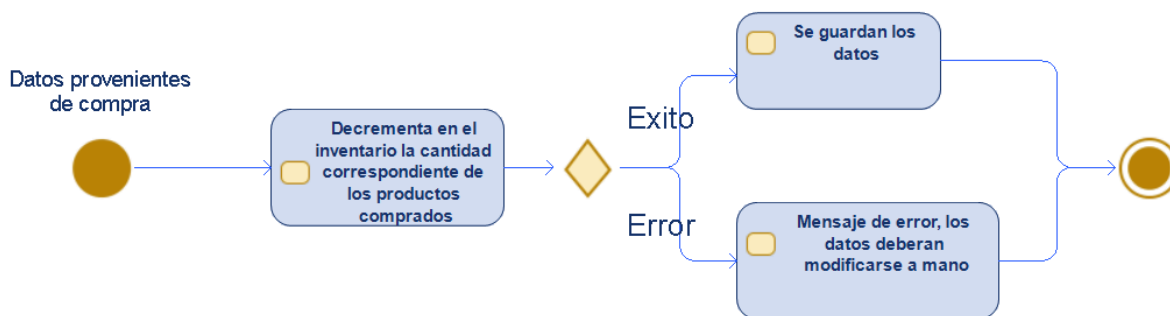 Datos provenientes
de compra
Decrementa en el
inventario la cantidad
correspondiente de
los productos
comprados
Exito
Error
Se guardan los
datos
Mensaje de error, los
datos deberan
modificarse a mano